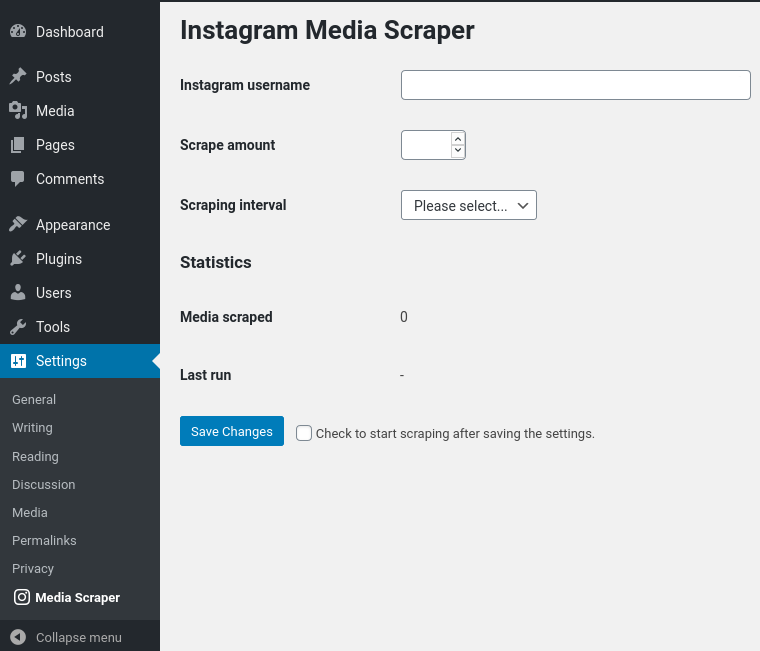 Dashboard
Posts
Media
Pages
Comments
Appearance
Plugins
Users
Tools
Settings
General
Writing
Reading
Discussion
Media
Permalinks
Privacy
Media Scraper
Collapse menu
Instagram Media Scraper
Instagram username
Scrape amount
Scraping interval Please select...
Statistics
Media scraped 0
Last run -
Save Changes Check to start scraping after saving the settings.